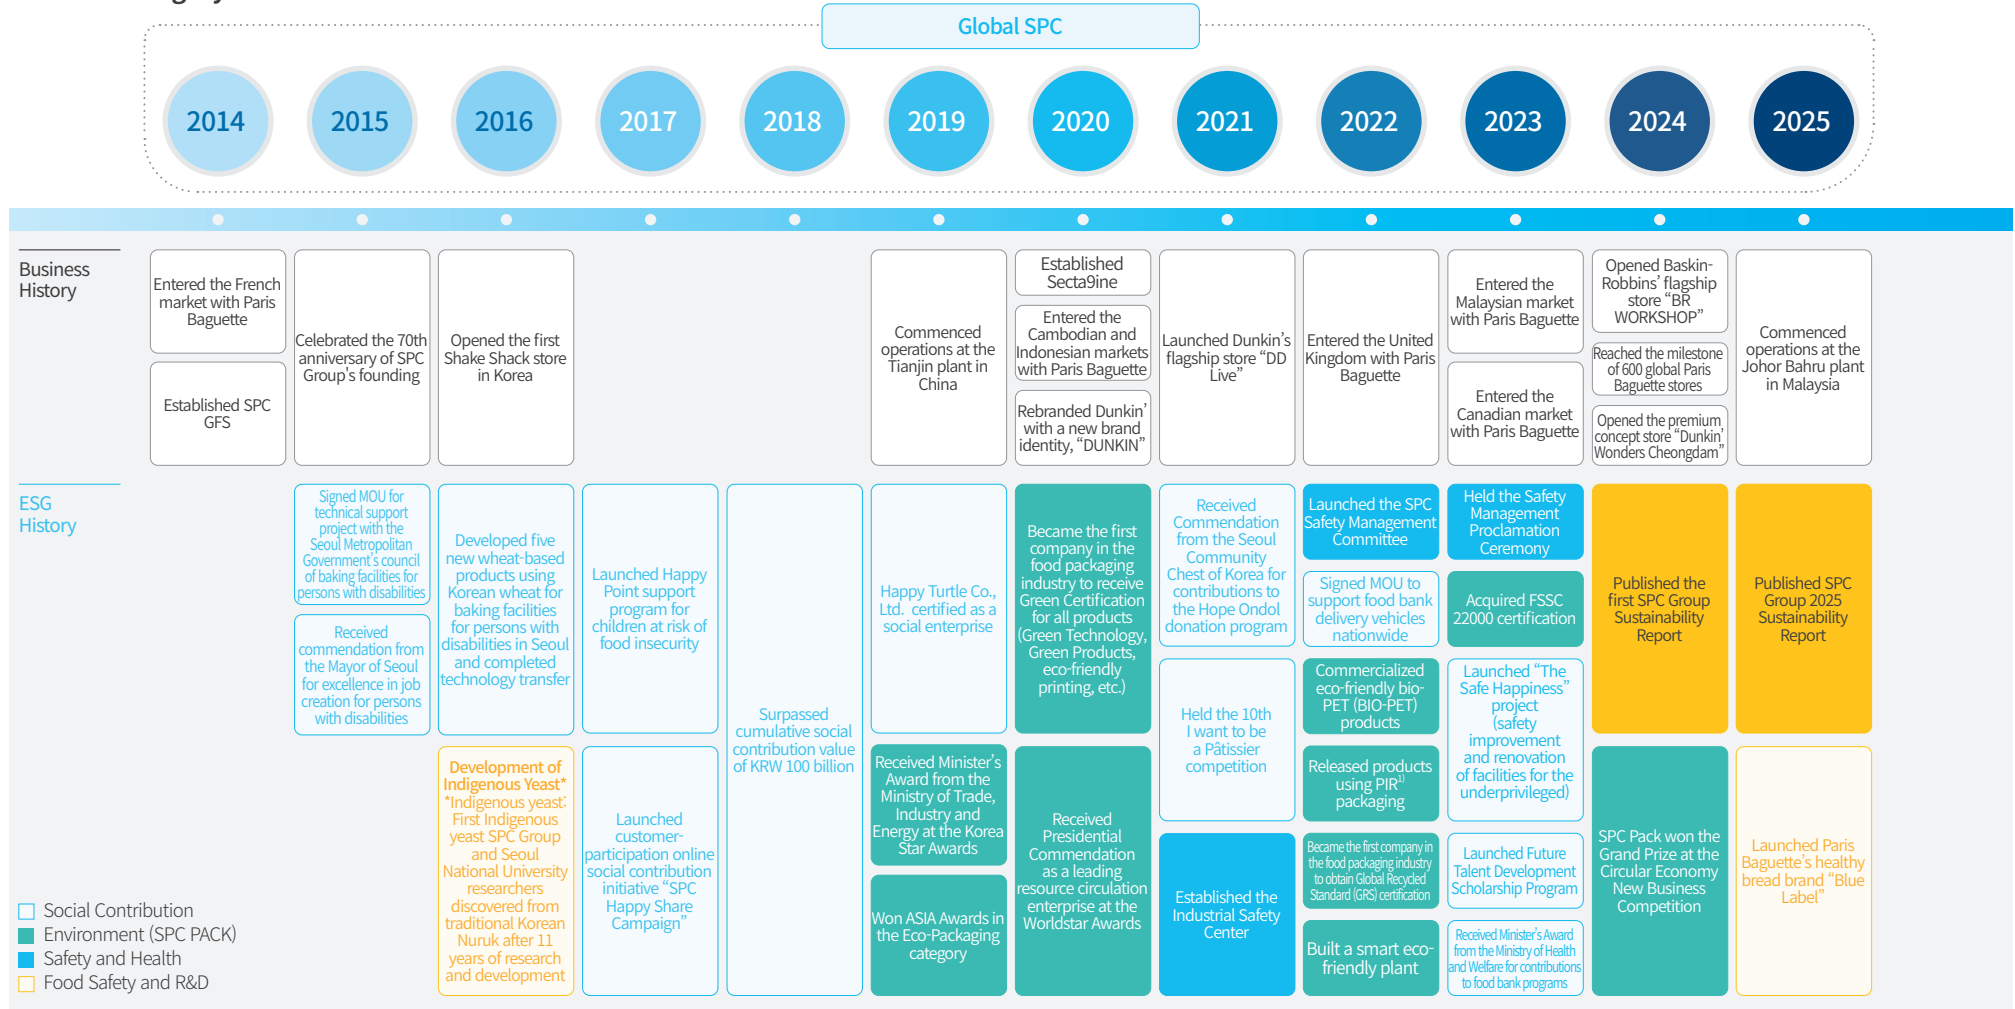 Global SPC
2014
2015
2016
2017
2018
2019
2020
2021
2022
2023
2024
2025
Business
History
Entered the French
market with Paris
Baguette
Established SPC
GFS
Celebrated the 70th
anniversary of SPC
Group's founding
Opened the first
Shake Shack store
in Korea
Commenced
operations at the
Tianjin plant in
China
Established
Secta9ine
Entered the
Cambodian and
Indonesian markets
with Paris Baguette
Rebranded Dunkin'
with a new brand
identity, “DUNKIN”
Launched Dunkin's
flagship store “DD
Live”
Entered the United
Kingdom with Paris
Baguette
Entered the
Malaysian market
with Paris Baguette
Entered the
Canadian market
with Paris Baguette
Opened Baskin-
Robbins' flagship
store “BR
WORKSHOP”
Reached the milestone
of 600 global Paris
Baguette stores
Opened the premium
concept store “Dunkin'
Wonders Cheongdam”
Commenced
operations at the
Johor Bahru plant
in Malaysia
ESG
History
Signed MOU for
technical support
project with the
Seoul Metropolitan
Government's council
of baking facilities for
persons with disabilities
Received
commendation from
the Mayor of Seoul
for excellence in job
creation for persons
with disabilities
Developed five
new wheat-based
products using
Korean wheat for
baking facilities
for persons with
disabilities in Seoul
and completed
technology transfer
Development of
Indigenous Yeast*
*Indigenous yeast:
First Indigenous
yeast SPC Group
and Seoul
National University
researchers
discovered from
traditional Korean
Nuruk after 11
years of research
and development
Launched Happy
Point support
program for
children at risk of
food insecurity
Launched
customer-
participation online
social contribution
initiative “SPC
Happy Share
Campaign”
Surpassed
cumulative social
contribution value
of KRW 100 billion
Happy Turtle Co.,
Ltd. certified as a
social enterprise
Received Minister's
Award from the
Ministry of Trade,
Industry and
Energy at the Korea
Star Awards
Won ASIA Awards in
the Eco-Packaging
category
Became the first
company in the
food packaging
industry to receive
Green Certification
for all products
(Green Technology,
Green Products,
eco-friendly
printing, etc.)
Received
Presidential
Commendation
as a leading
resource circulation
enterprise at the
Worldstar Awards
Received
Commendation
from the Seoul
Community
Chest of Korea for
contributions to
the Hope Ondol
donation program
Held the 10th
I want to be
a Pâtissier
competition
Established the
Industrial Safety
Center
Launched the SPC
Safety Management
Committee
Signed MOU to
support food bank
delivery vehicles
nationwide
Commercialized
eco-friendly bio-
PET (BIO-PET)
products
Released products
using PIR1)
packaging
Became the first company in
the food packaging industry
to obtain Global Recycled
Standard (GRS) certification
Built a smart eco-
friendly plant
Held the Safety
Management
Proclamation
Ceremony
Acquired FSSC
22000 certification
Launched “The
Safe Happiness”
project
(safety
improvement
and renovation
of facilities for the
underprivileged)
Launched Future
Talent Development
Scholarship Program
Received Minister's Award
from the Ministry of Health
and Welfare for contributions
to food bank programs
Published the
first SPC Group
Sustainability
Report
SPC Pack won the
Grand Prize at the
Circular Economy
New Business
Competition
Published SPC
Group 2025
Sustainability
Report
Launched Paris
Baguette's healthy
bread brand “Blue
Label”
Social Contribution
Environment (SPC PACK)
Safety and Health
Food Safety and R&D